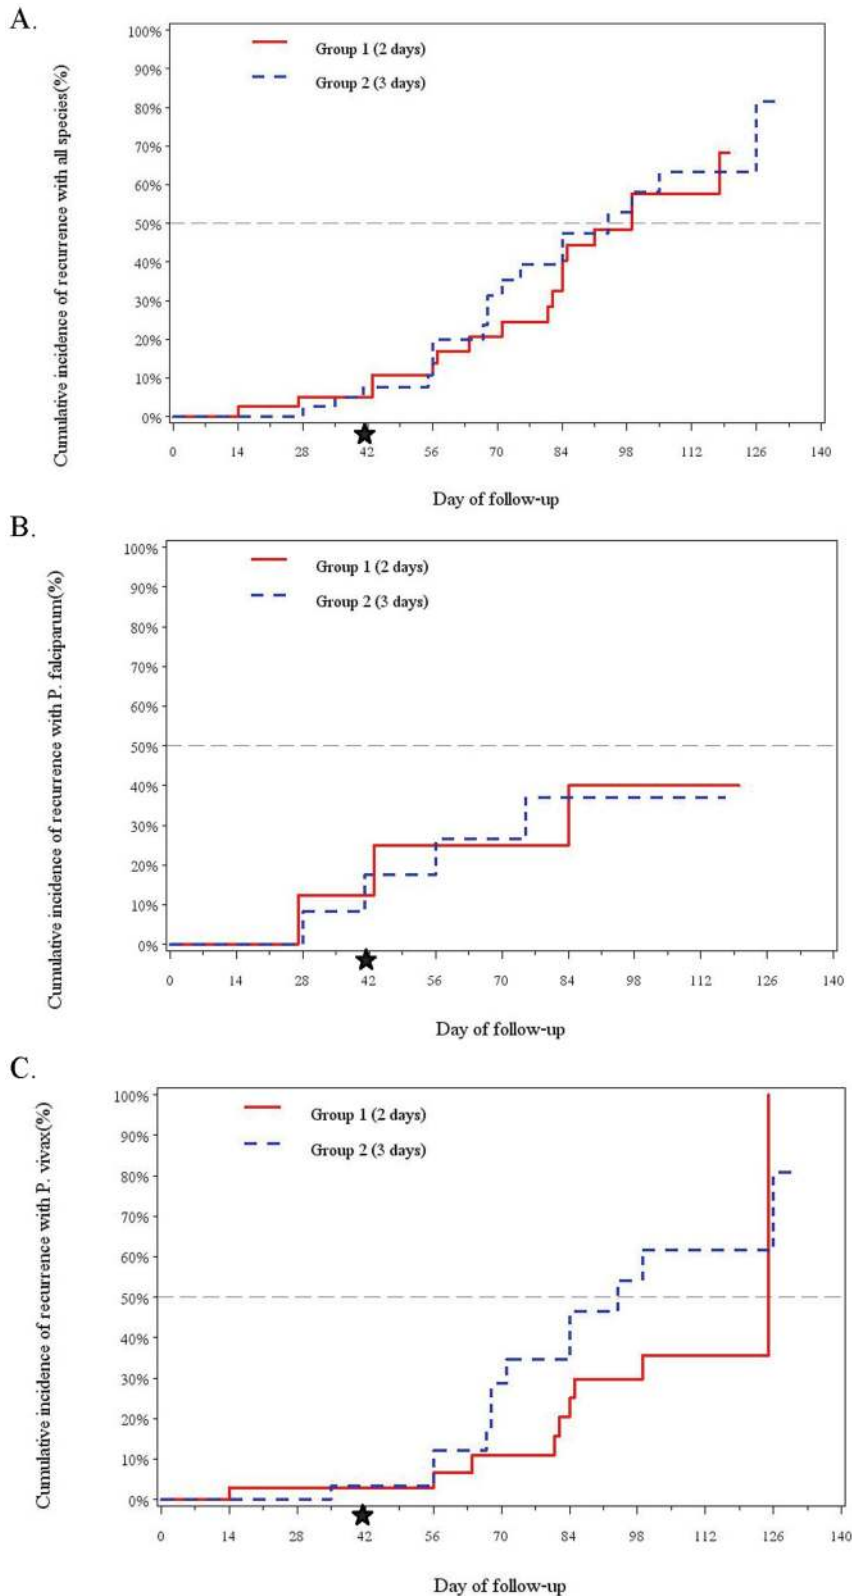 A.
Cumulative incidence of recurrence with all species(%)
100%
90%
80%
70%
60%
50%
40%
30%
20%
10%
0%
Group 1 (2 days)
Group 2 (3 days)
0 14 28 42 56 70 84 98 112 126 140
Day of follow-up
B.
Cumulative incidence of recurrence with P. falciparum(%)
100%
90%
80%
70%
60%
50%
40%
30%
20%
10%
0%
Group 1 (2 days)
Group 2 (3 days)
0 14 28 42 56 70 84 98 112 126 140
Day of follow-up
C.
Cumulative incidence of recurrence with P. vivax(%)
100%
90%
80%
70%
60%
50%
40%
30%
20%
10%
0%
Group 1 (2 days)
Group 2 (3 days)
0 14 28 42 56 70 84 98 112 126 140
Day of follow-up